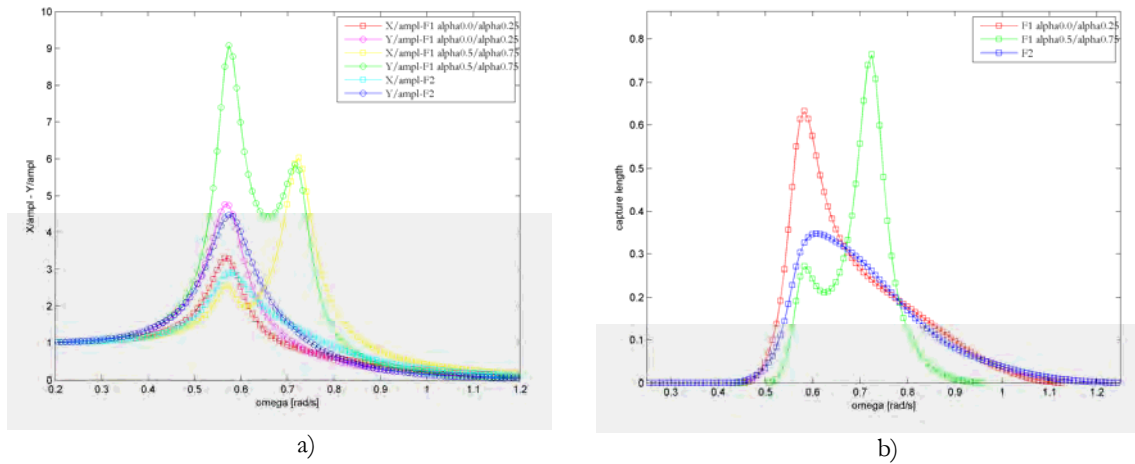 X/ampl-F1 alpha0.0/alpha0.25
Y/ampl-F1 alpha0.0/alpha0.25
X/ampl-F1 alpha0.5/alpha0.75
Y/ampl-F1 alpha0.5/alpha0.75
X/ampl-F2
Y/ampl-F2
X/ampl - Y/ampl
10
9
8
7
6
5
4
3
2
1
0
0.2 0.3 0.4 0.5 0.6 0.7 0.8 0.9 1 1.1 1.2
omega [rad/s]
a)
F1 alpha0.0/alpha0.25
F1 alpha0.5/alpha0.75
F2
capture length
0.8
0.7
0.6
0.5
0.4
0.3
0.2
0.1
0
0.3 0.4 0.5 0.6 0.7 0.8 0.9 1 1.1 1.2
omega [rad/s]
b)